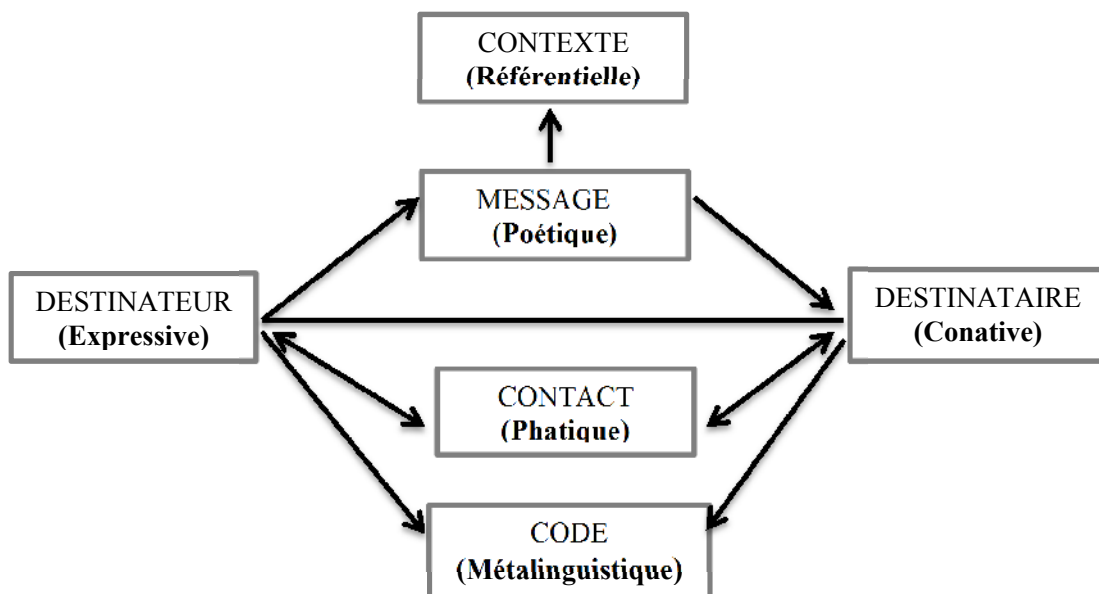 CONTEXTE
(Référentielle)
MESSAGE
(Poétique)
DESTINATEUR
(Expressive)
DESTINATAIRE
(Conative)
CONTACT
(Phatique)
CODE
(Métalinguistique)